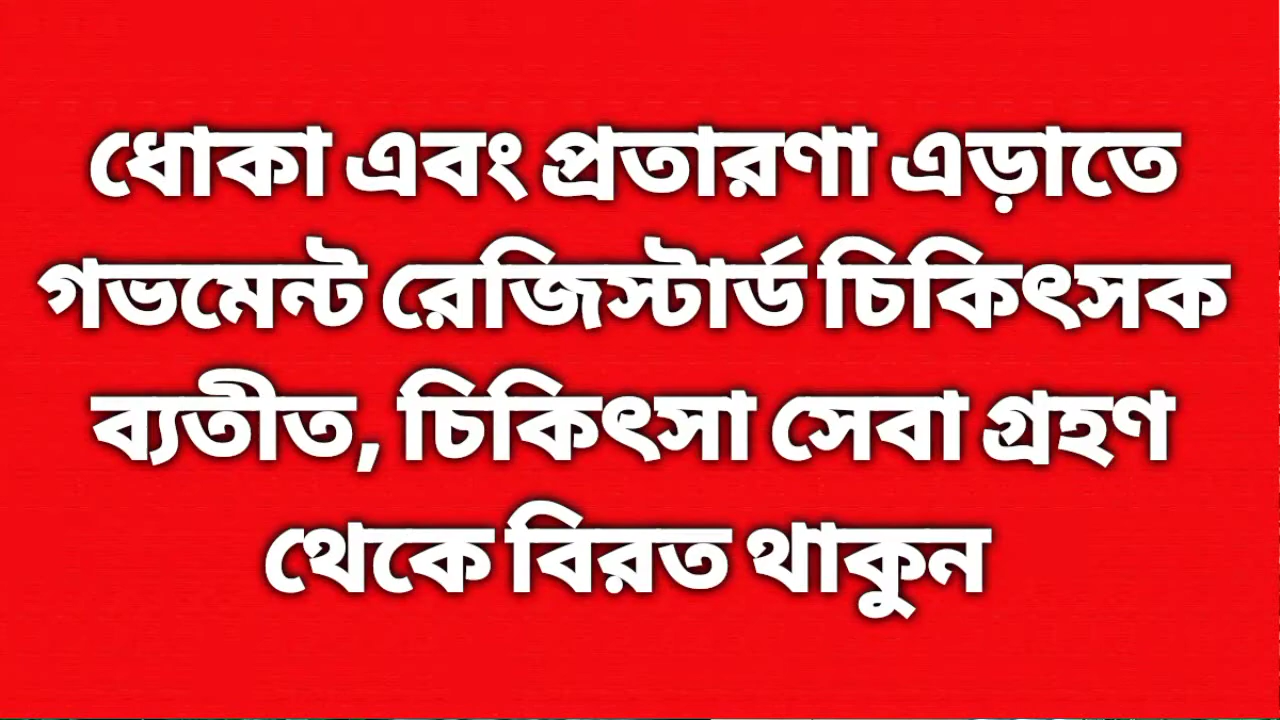 ধোকা এবং প্রতারণা এড়াতে
গভমেন্ট রেজিস্টার্ড চিকিৎসক
ব্যতীত, চিকিৎসা সেবা গ্রহণ
থেকে বিরত থাকুন